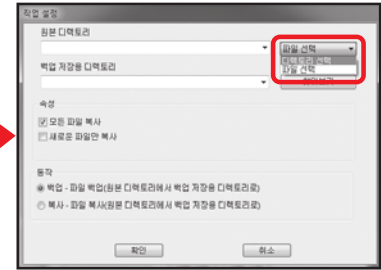 작업 설정
원본 디렉토리
파일 선택
디렉토리 선택
파일 선택
백업 저장용 디렉토리
속성
모든 파일 복사
새로운 파일만 복사
동작
백업 - 파일 백업(원본 디렉토리에서 백업 저장용 디렉토리로)
복사 - 파일 복사(원본 디렉토리에서 백업 저장용 디렉토리로)
확인
취소